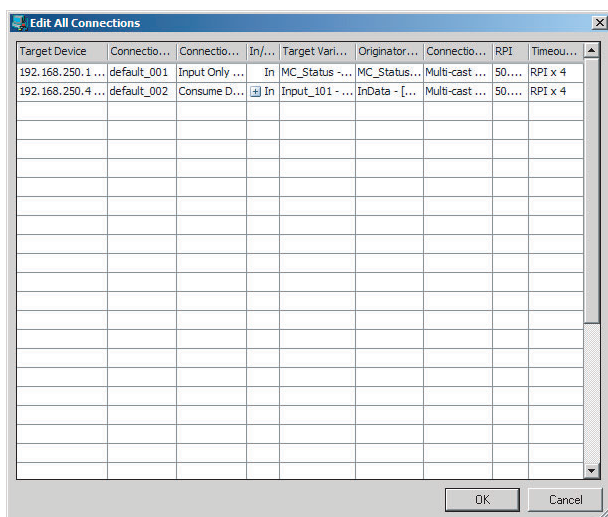 Edit All Connections
Target Device Connectio... Connectio... In/... Target Vari... Originator... Connectio... RPI Timeou...
192.168.250.1 ... default_001 Input Only ... In MC_Status -... MC_Status... Multi-cast ... 50.... RPI x 4
192.168.250.4 ... default_002 Consume D... + In Input_101 - ... InData - [... Multi-cast ... 50.... RPI x 4
OK Cancel